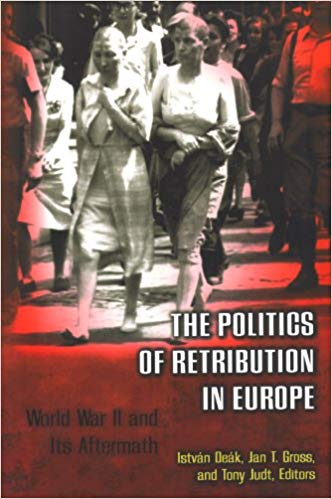 THE POLITICS
OF RETRIBUTION
IN EUROPE
World War II and
Its Aftermath
István Deák, Jan T. Gross,
and Tony Judt, Editors